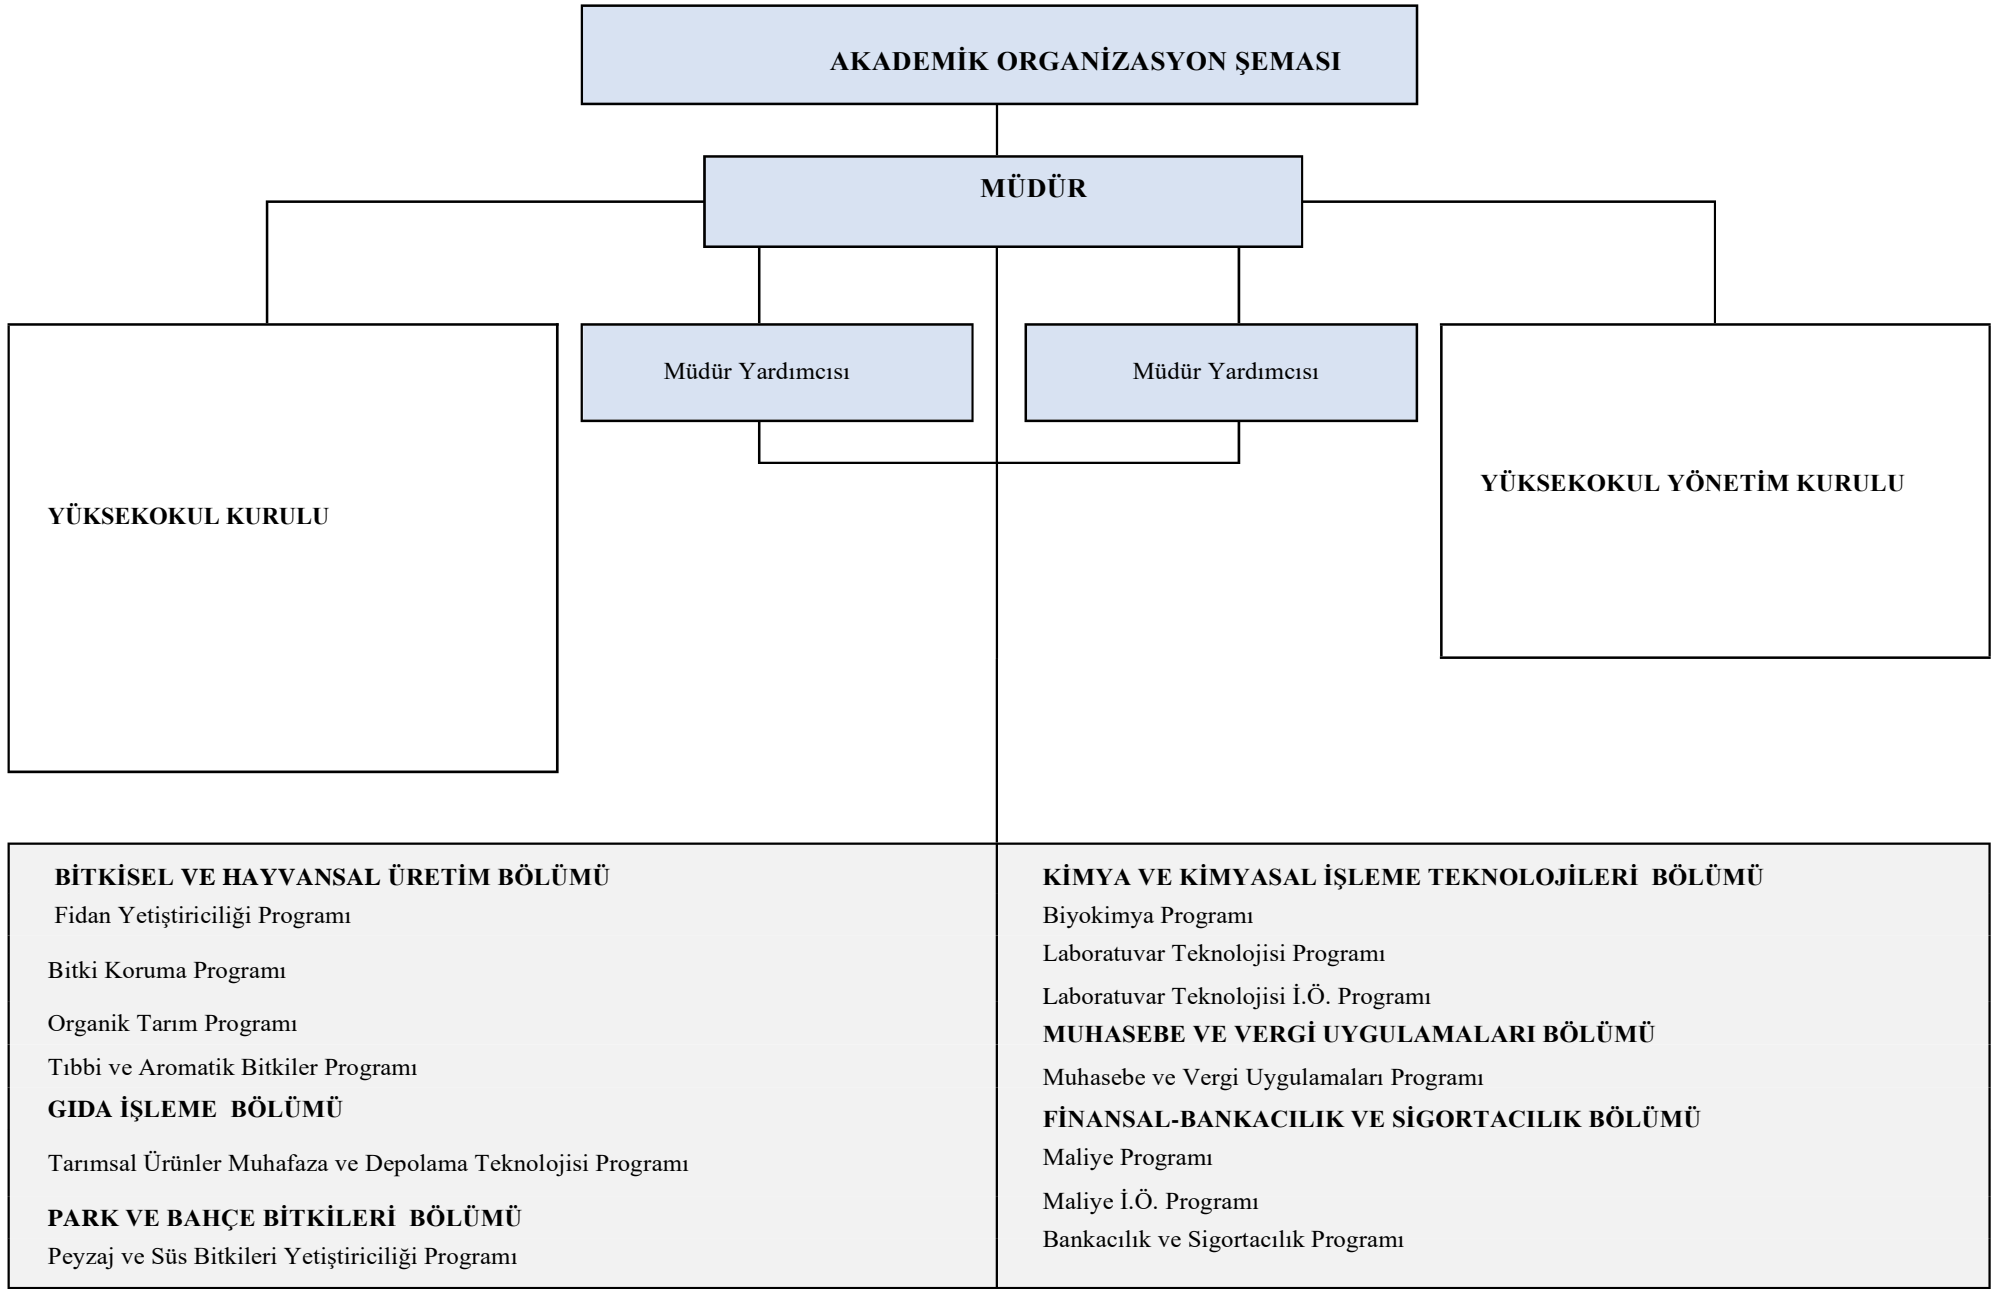 AKADEMİK ORGANİZASYON ŞEMASI
MÜDÜR
Müdür Yardımcısı
Müdür Yardımcısı
YÜKSEKOKUL KURULU
YÜKSEKOKUL YÖNETİM KURULU
BİTKİSEL VE HAYVANSAL ÜRETİM BÖLÜMÜ
Fidan Yetiştiriciliği Programı
Bitki Koruma Programı
Organik Tarım Programı
Tıbbi ve Aromatik Bitkiler Programı
GIDA İŞLEME BÖLÜMÜ
Tarımsal Ürünler Muhafaza ve Depolama Teknolojisi Programı
PARK VE BAHÇE BİTKİLERİ BÖLÜMÜ
Peyzaj ve Süs Bitkileri Yetiştiriciliği Programı
KİMYA VE KİMYASAL İŞLEME TEKNOLOJİLERİ BÖLÜMÜ
Biyokimya Programı
Laboratuvar Teknolojisi Programı
Laboratuvar Teknolojisi İ.Ö. Programı
MUHASEBE VE VERGİ UYGULAMALARI BÖLÜMÜ
Muhasebe ve Vergi Uygulamaları Programı
FİNANSAL-BANKACILIK VE SİGORTACILIK BÖLÜMÜ
Maliye Programı
Maliye İ.Ö. Programı
Bankacılık ve Sigortacılık Programı